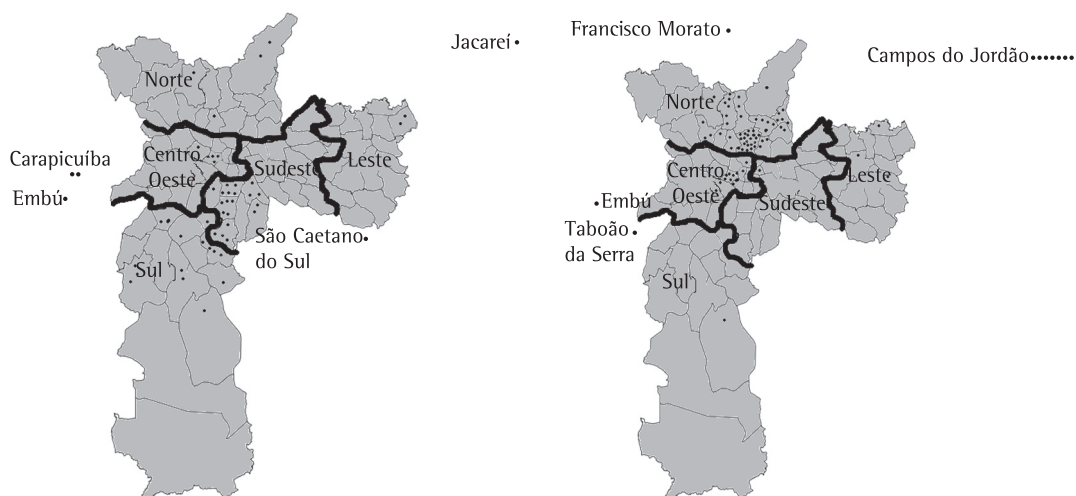 Jacareí
Norte
Centro
Oeste
Sudeste
Leste
Carapicuíba
Embú
São Caetano
do Sul
Sul
Francisco Morato
Campos do Jordão
Norte
Centro
Oeste
Leste
Sudeste
Embú
Taboão
da Serra
Sul